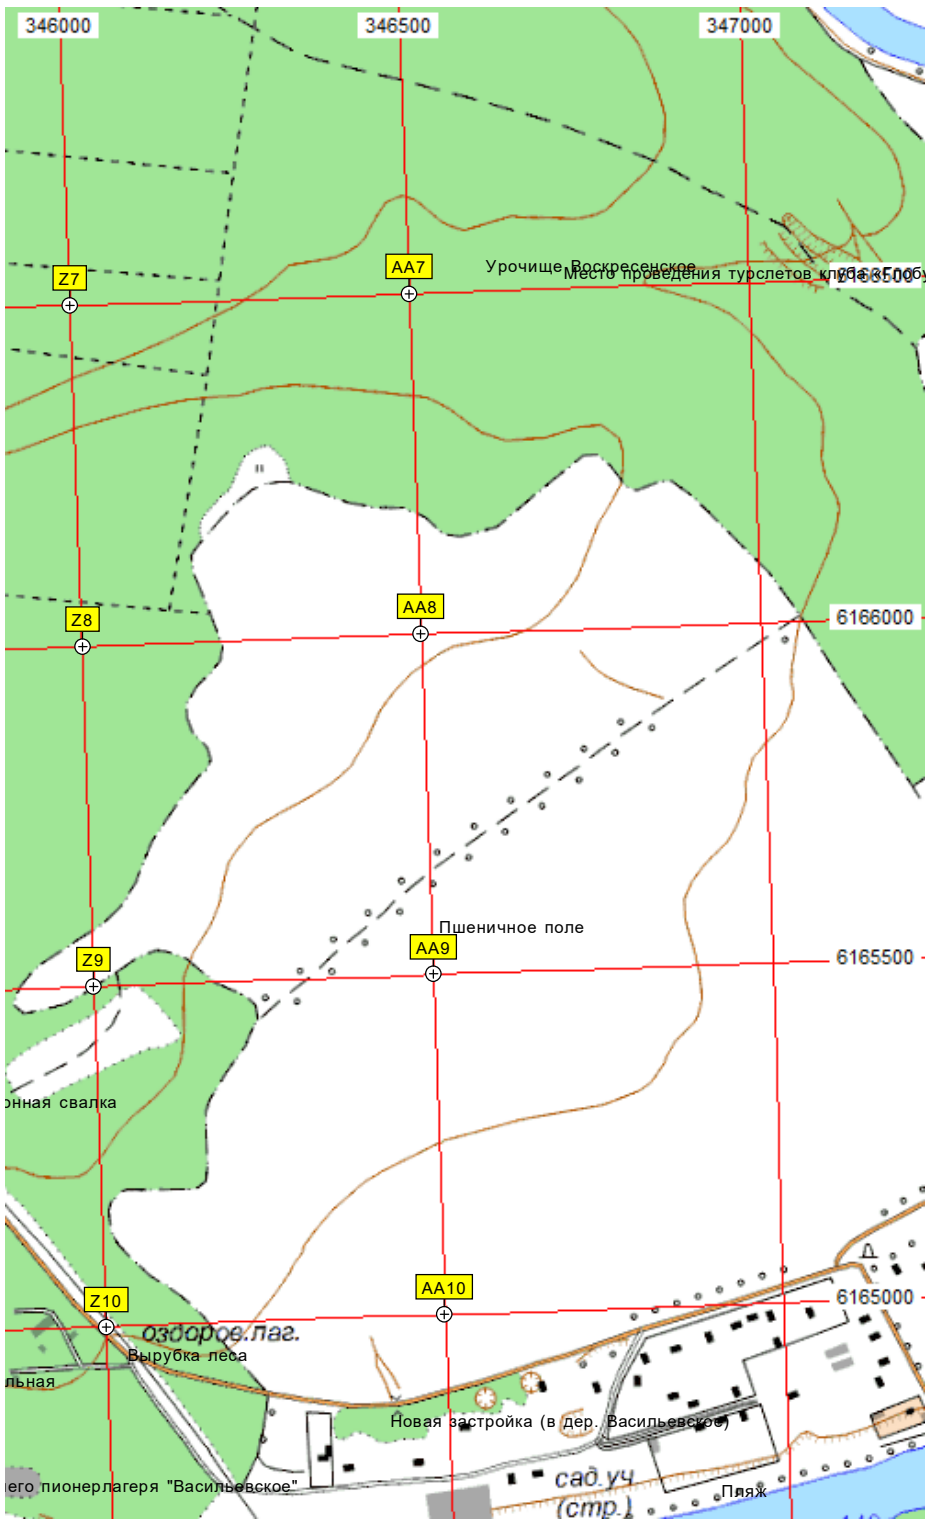 346000 346500 347000
Z7
AA7
Урочище Воскресенское
Место проведения турслетов клуба «Глобу
6166500
Z8
AA8
6166000
Пшеничное поле
Z9
AA9
6165500
онная свалка
Z10
AA10
6165000
оздоров.лаг.
Вырубка леса
льная
Новая застройка (в дер. Васильевское)
его пионерлагеря "Васильевское"
сад.уч
(стр.)
Пляж